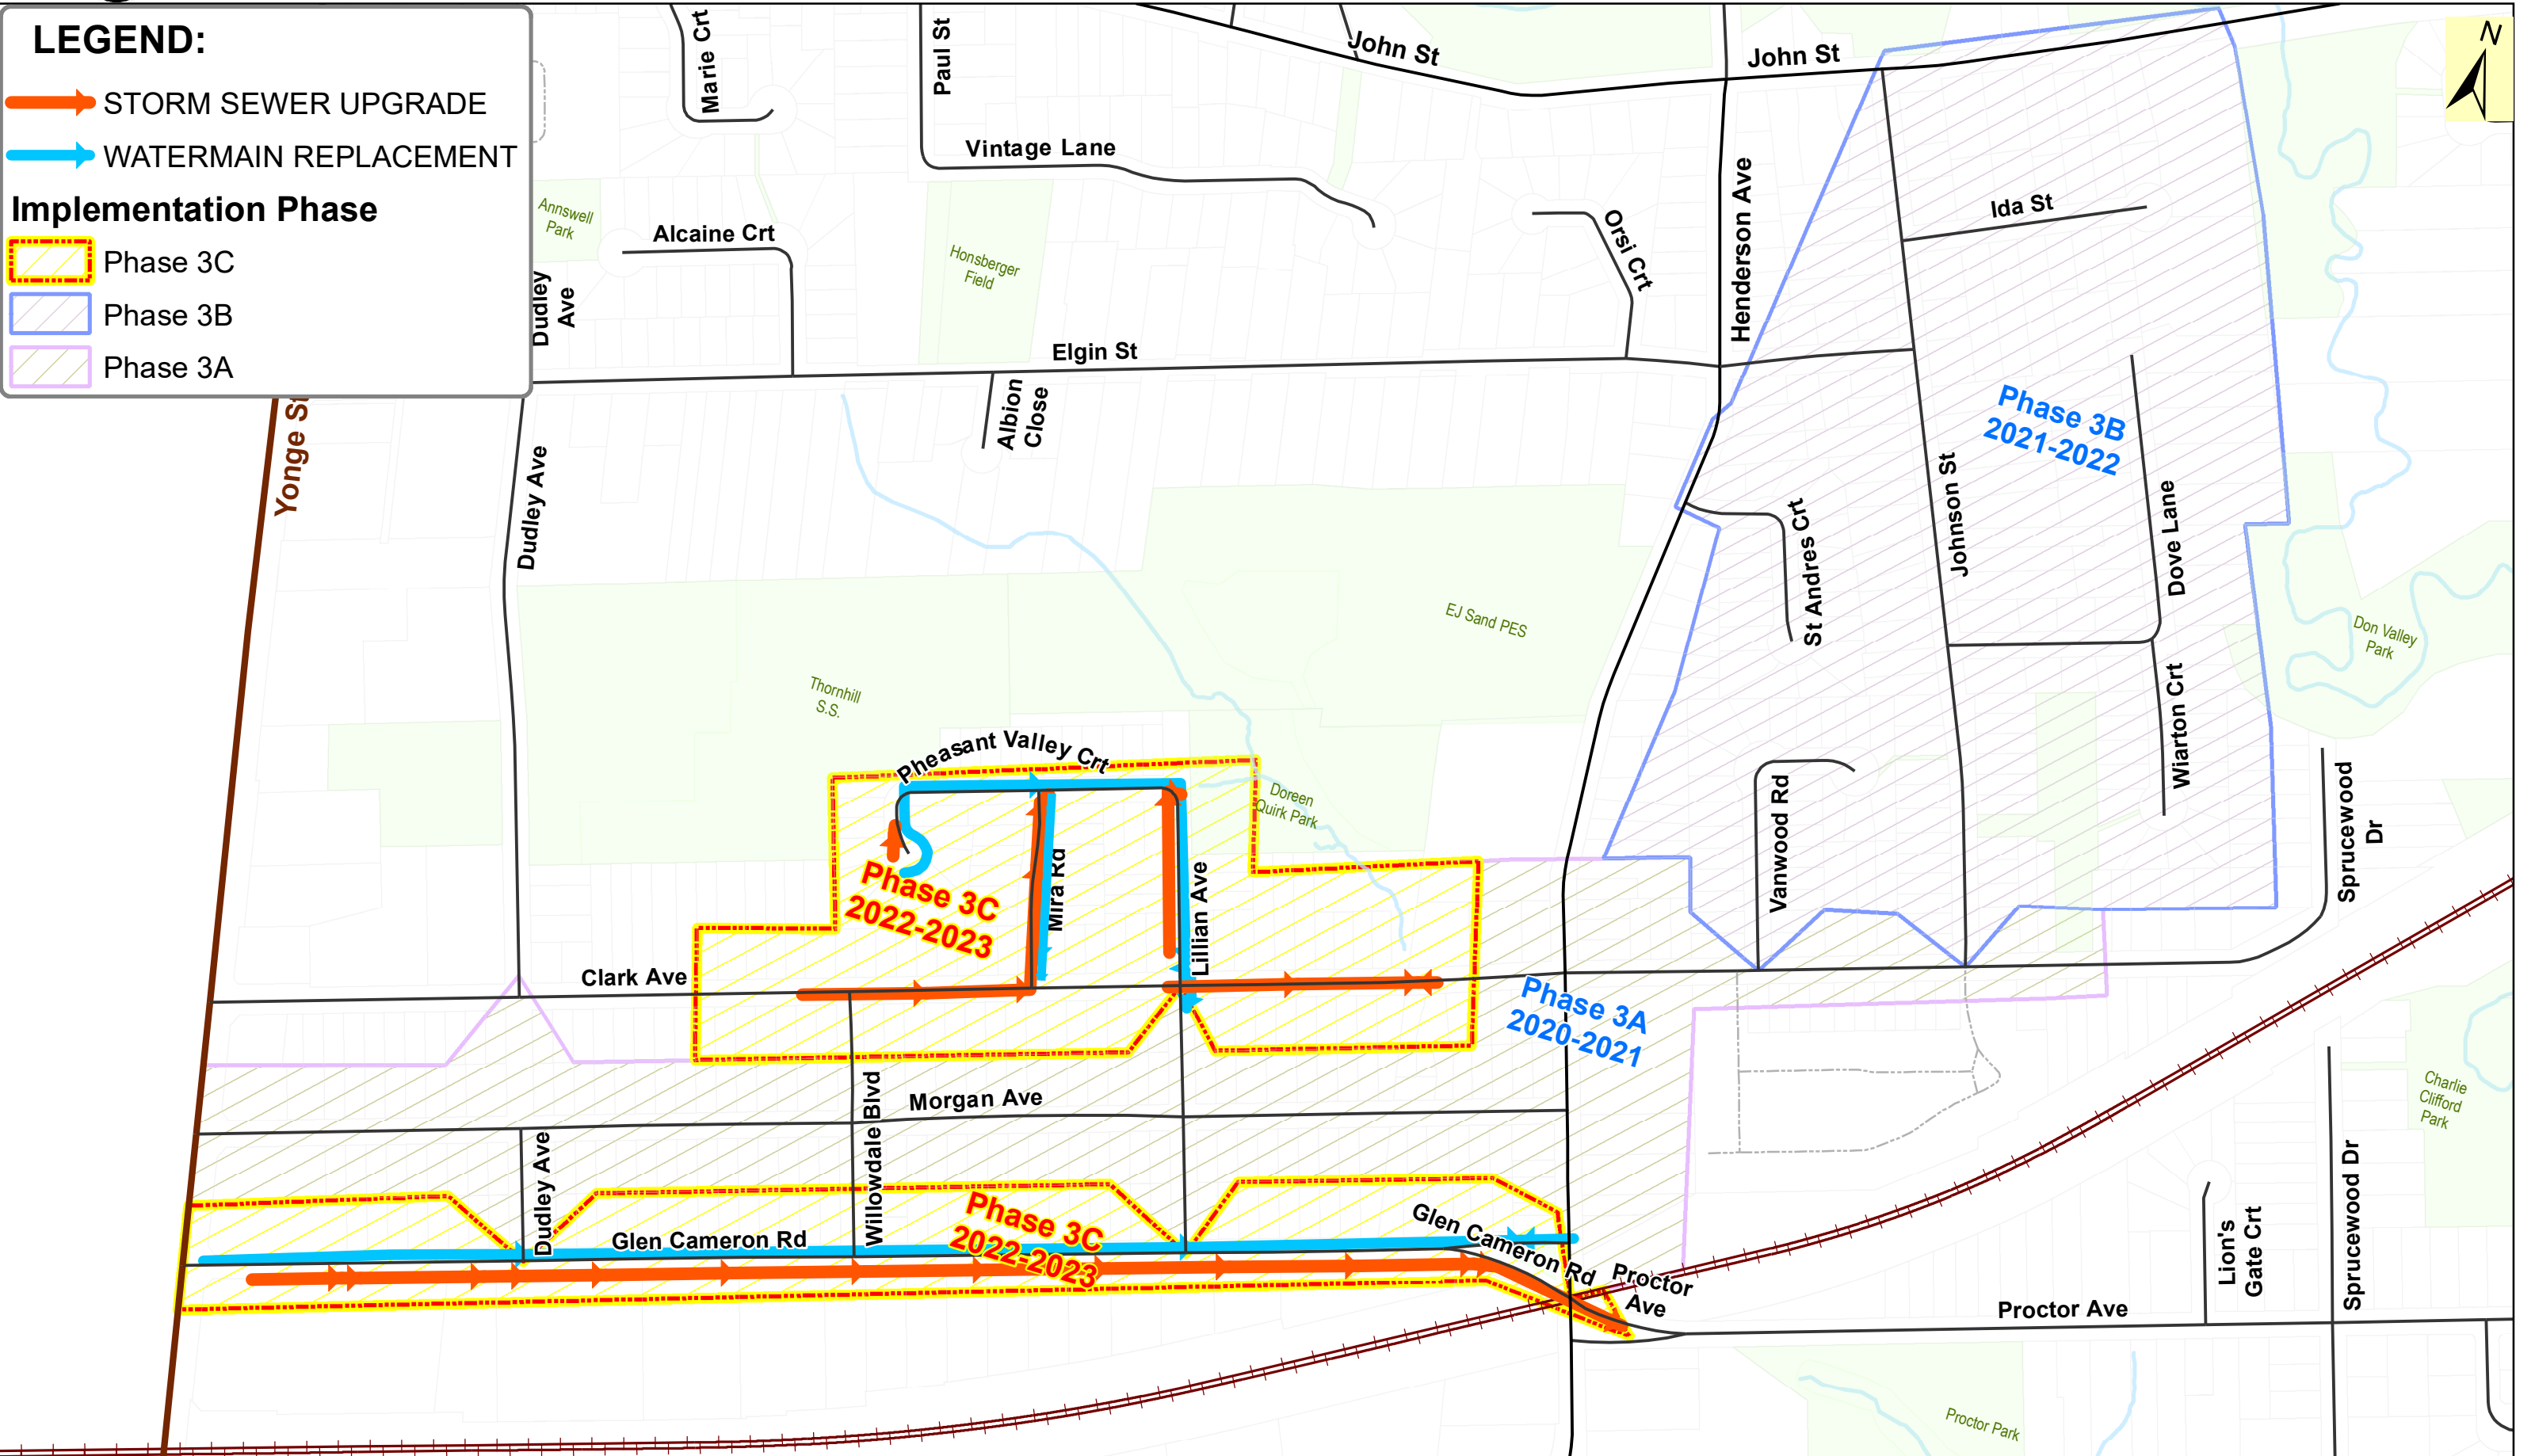 LEGEND:
STORM SEWER UPGRADE
WATERMAIN REPLACEMENT
Implementation Phase
Phase 3C
Phase 3B
Phase 3A
N
Marie Crt
Paul St
John St
John St
Vintage Lane
Annswell
Park
Alcaine Crt
Honsberger
Field
Orsi Crt
Henderson Ave
Ida St
Dudley
Ave
Elgin St
Albion
Close
Yonge St
Dudley Ave
Phase 3B
2021-2022
Johnson St
Dove Lane
St Andres Crt
EJ Sand PES
Don Valley
Park
Thornhill
S.S.
Wiarton Crt
Pheasant Valley Crt
Doreen
Quirk Park
Vanwood Rd
Sprucewood
Dr
Phase 3C
2022-2023
Mira Rd
Lillian Ave
Clark Ave
Phase 3A
2020-2021
Morgan Ave
Willowdale Blvd
Dudley Ave
Charlie
Clifford
Park
Sprucewood Dr
Phase 3C
2022-2023
Glen Cameron Rd
Glen Cameron Rd
Proctor
Ave
Lion's
Gate Crt
Proctor Ave
Proctor Park